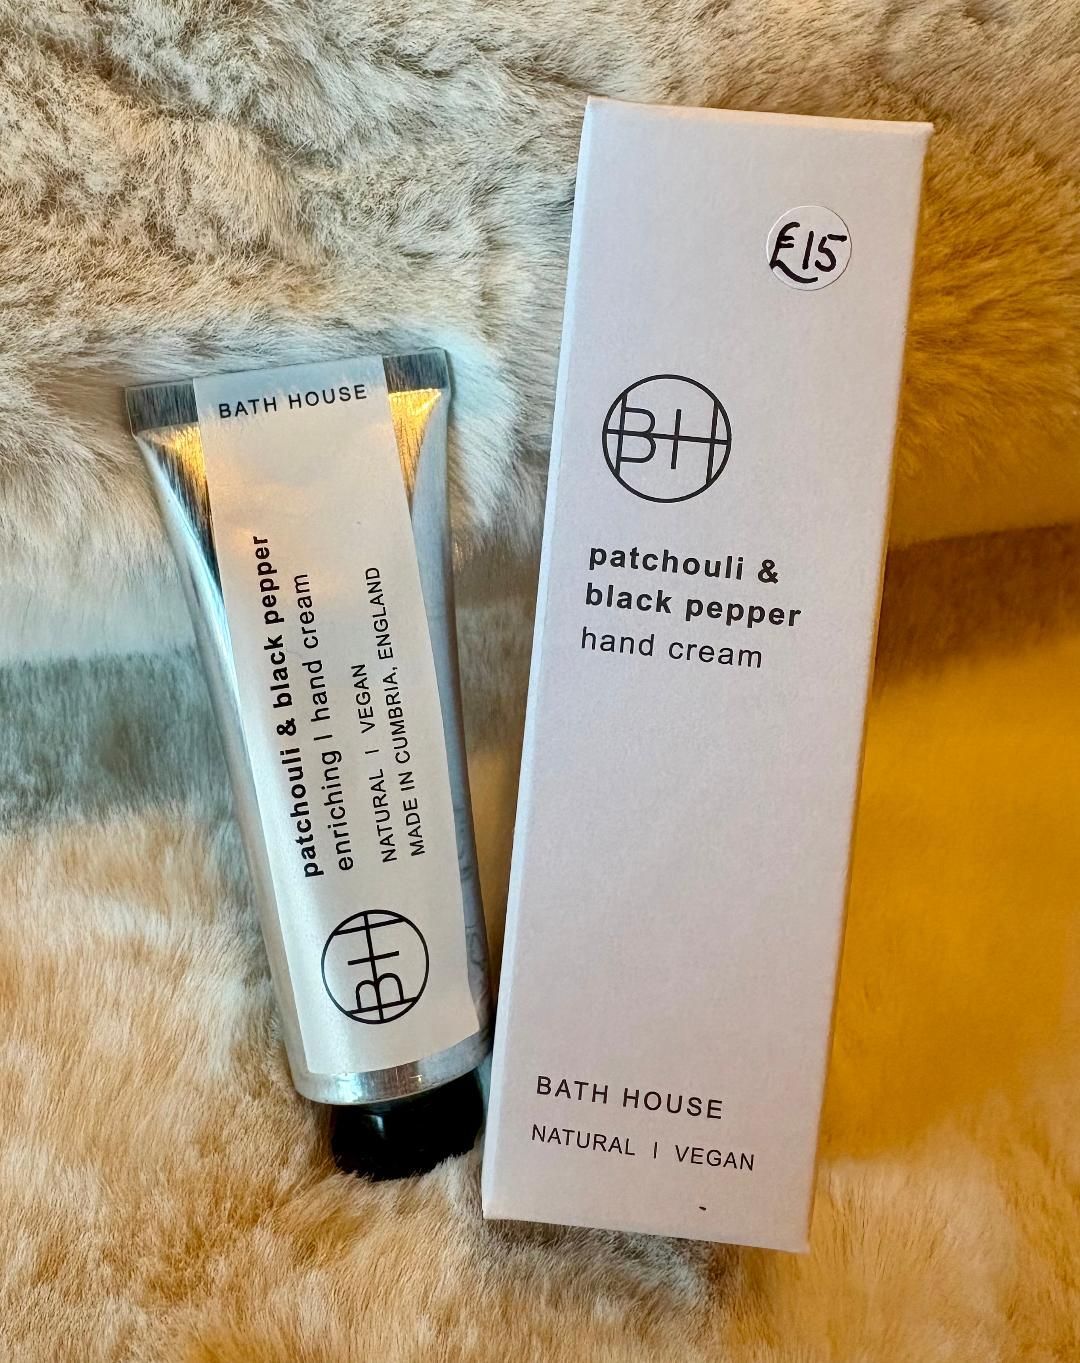 BATH HOUSE
patchouli & black pepper
enriching | hand cream
NATURAL | VEGAN
MADE IN CUMBRIA, ENGLAND
BH
£15
BH
patchouli &
black pepper
hand cream
BATH HOUSE
NATURAL | VEGAN